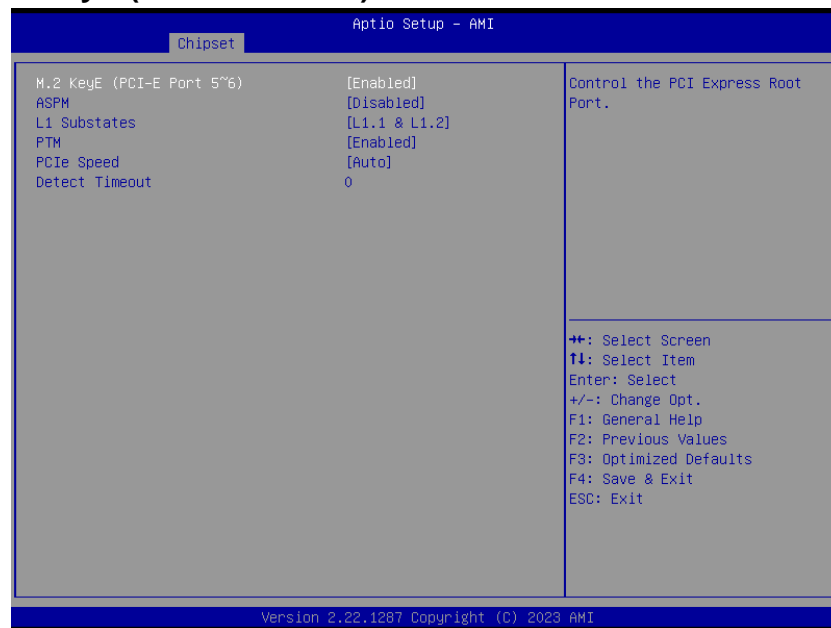 Aptio Setup – AMI
Chipset
M.2 KeyE (PCI-E Port 5~6) [Enabled]
ASPM [Disabled]
L1 Substates [L1.1 & L1.2]
PTM [Enabled]
PCIe Speed [Auto]
Detect Timeout 0
Control the PCI Express Root
Port.
→←: Select Screen
↑↓: Select Item
Enter: Select
+/-: Change Opt.
F1: General Help
F2: Previous Values
F3: Optimized Defaults
F4: Save & Exit
ESC: Exit
Version 2.22.1287 Copyright (C) 2023 AMI